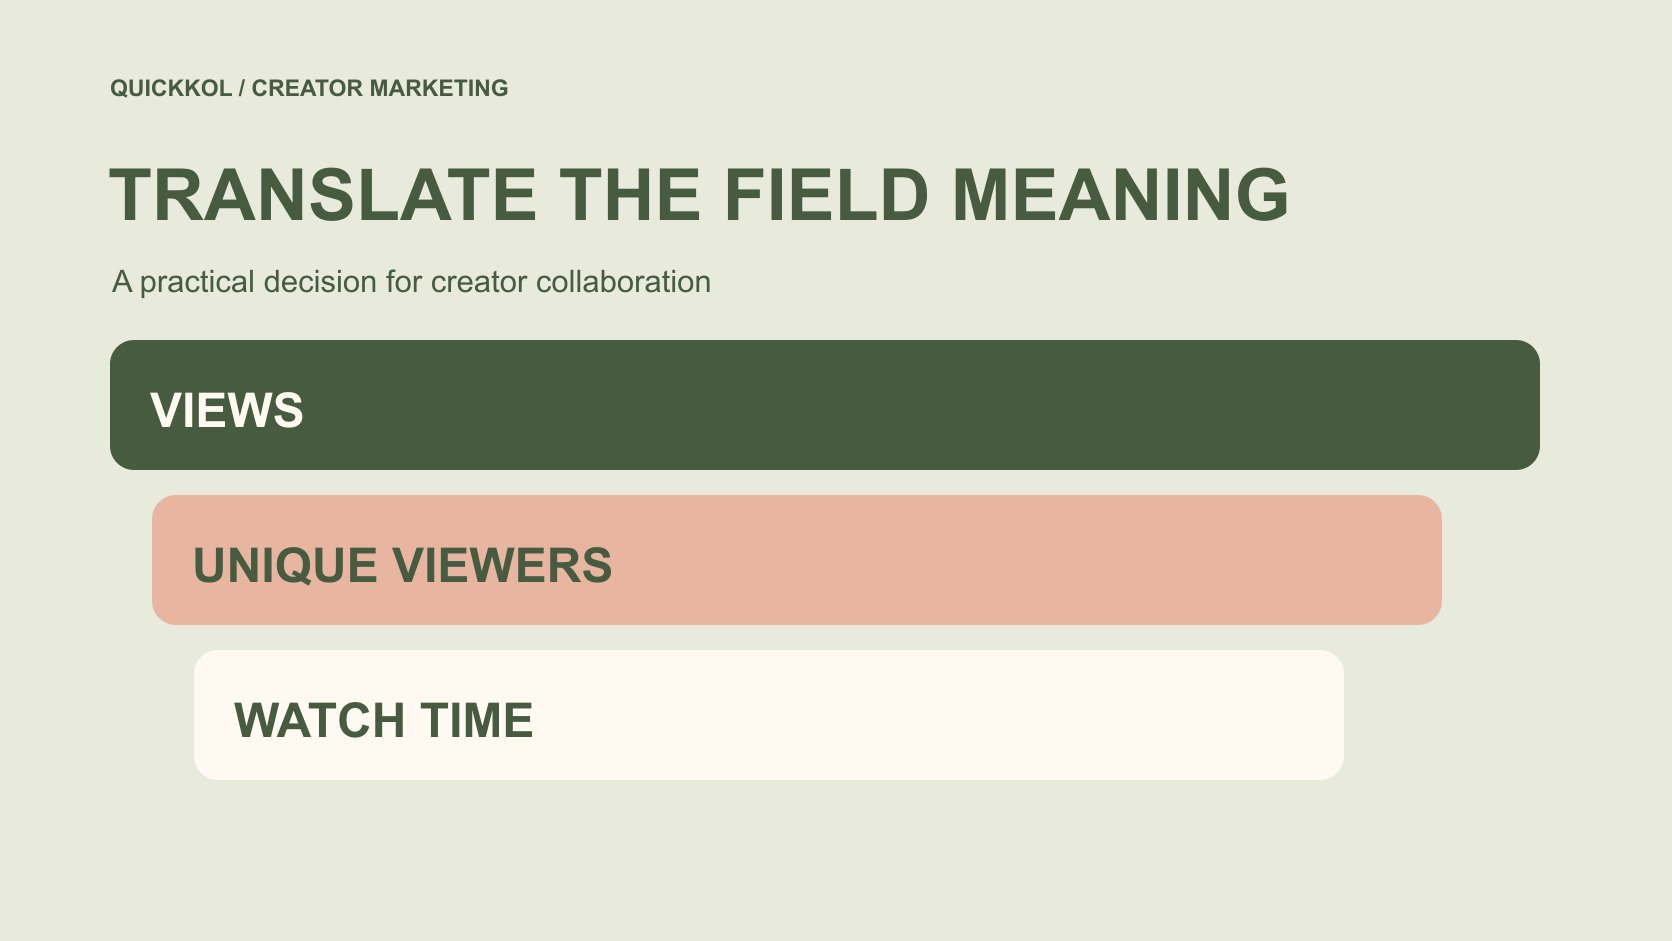 QUICKKOL / CREATOR MARKETING
TRANSLATE THE FIELD MEANING
A practical decision for creator collaboration
VIEWS
UNIQUE VIEWERS
WATCH TIME